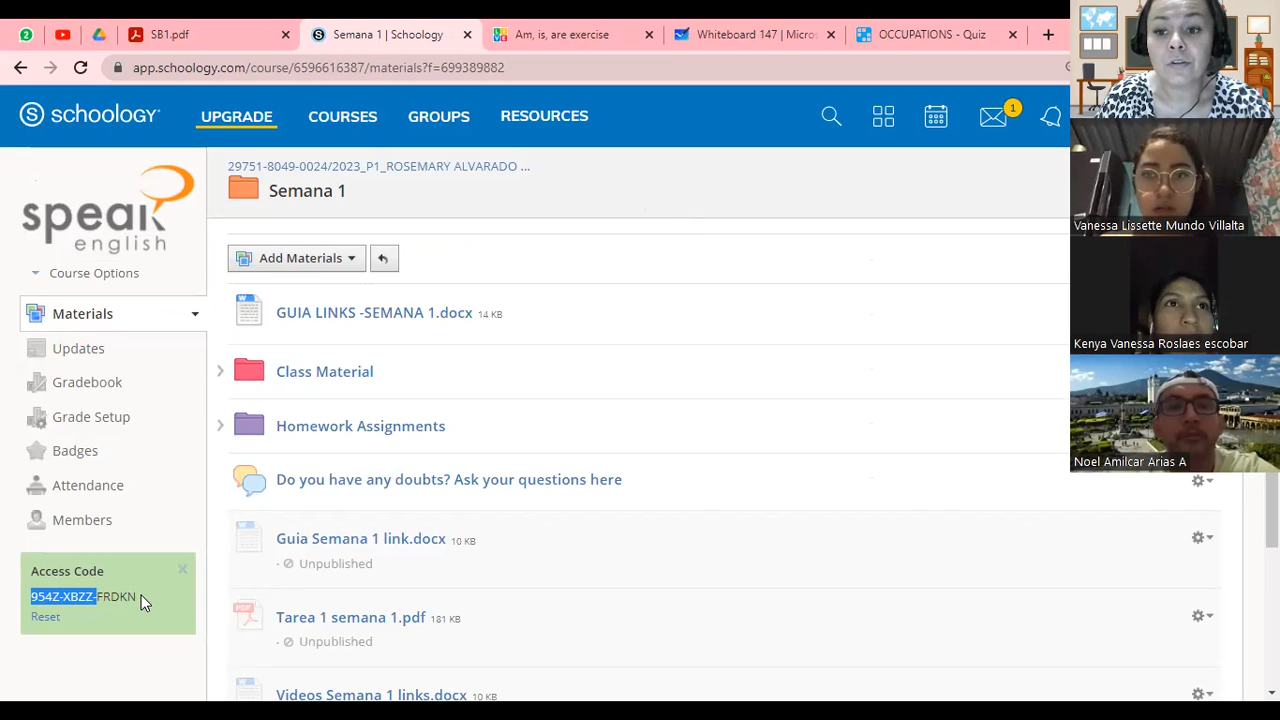 2
SB1.pdf
Semana 1 | Schoology
Am, is, are exercise
Whiteboard 147 | Micros
OCCUPATIONS - Quiz
app.schoology.com/course/6596616387/materials?f=699389882
S schoology
UPGRADE
COURSES
GROUPS
RESOURCES
1
speak
english
29751-8049-0024/2023_P1_ROSEMARY ALVARADO ...
Semana 1
Course Options
Materials
Updates
Gradebook
Grade Setup
Badges
Attendance
Members
Access Code
954Z-XBZZ-FRDKN
Reset
Add Materials
GUIA LINKS -SEMANA 1.docx 14 KB
Class Material
Homework Assignments
Do you have any doubts? Ask your questions here
Guia Semana 1 link.docx 10 KB
· Unpublished
Tarea 1 semana 1.pdf 181 KB
· Unpublished
Videos Semana 1 links.docx 10 KB
Vanessa Lissette Mundo Villalta
Kenya Vanessa Roslaes escobar
Noel Amilcar Arias A